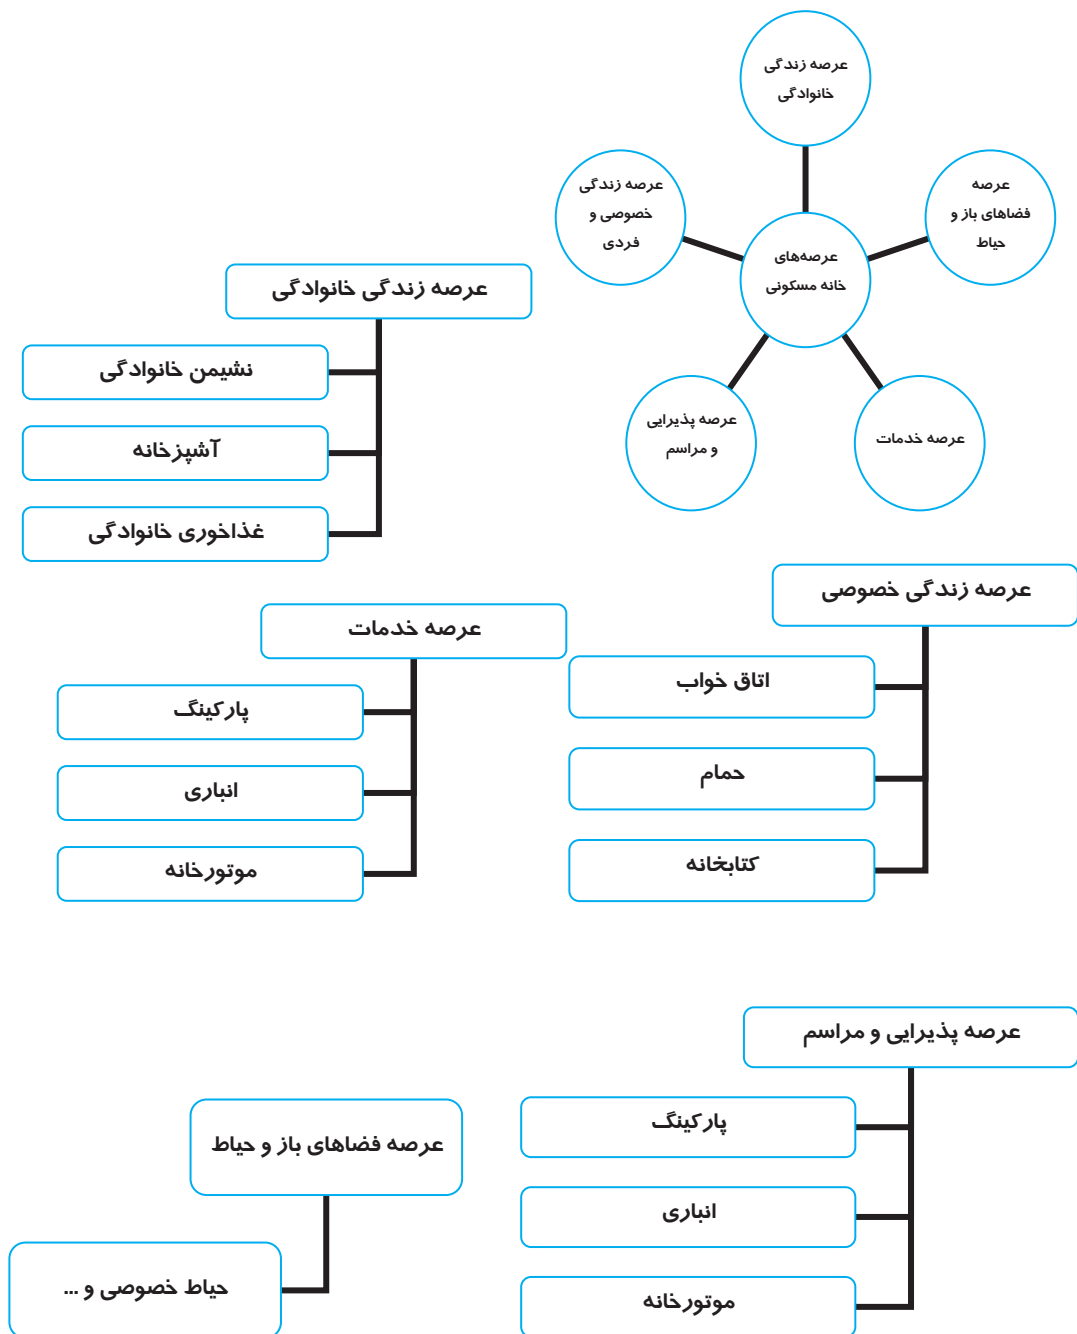 عرصه زندگی
خانوادگی
عرصه
فضاهای باز و
حیاط
عرصه زندگی
خصوصی و
فردی
عرصه‌های
خانه مسکونی
عرصه خدمات
عرصه پذیرایی
و مراسم
عرصه زندگی خانوادگی
نشیمن خانوادگی
آشپزخانه
غذاخوری خانوادگی
عرصه زندگی خصوصی
اتاق خواب
حمام
کتابخانه
عرصه خدمات
پارکینگ
انباری
موتورخانه
عرصه پذیرایی و مراسم
پارکینگ
انباری
موتورخانه
عرصه فضاهای باز و حیاط
حیاط خصوصی و ...